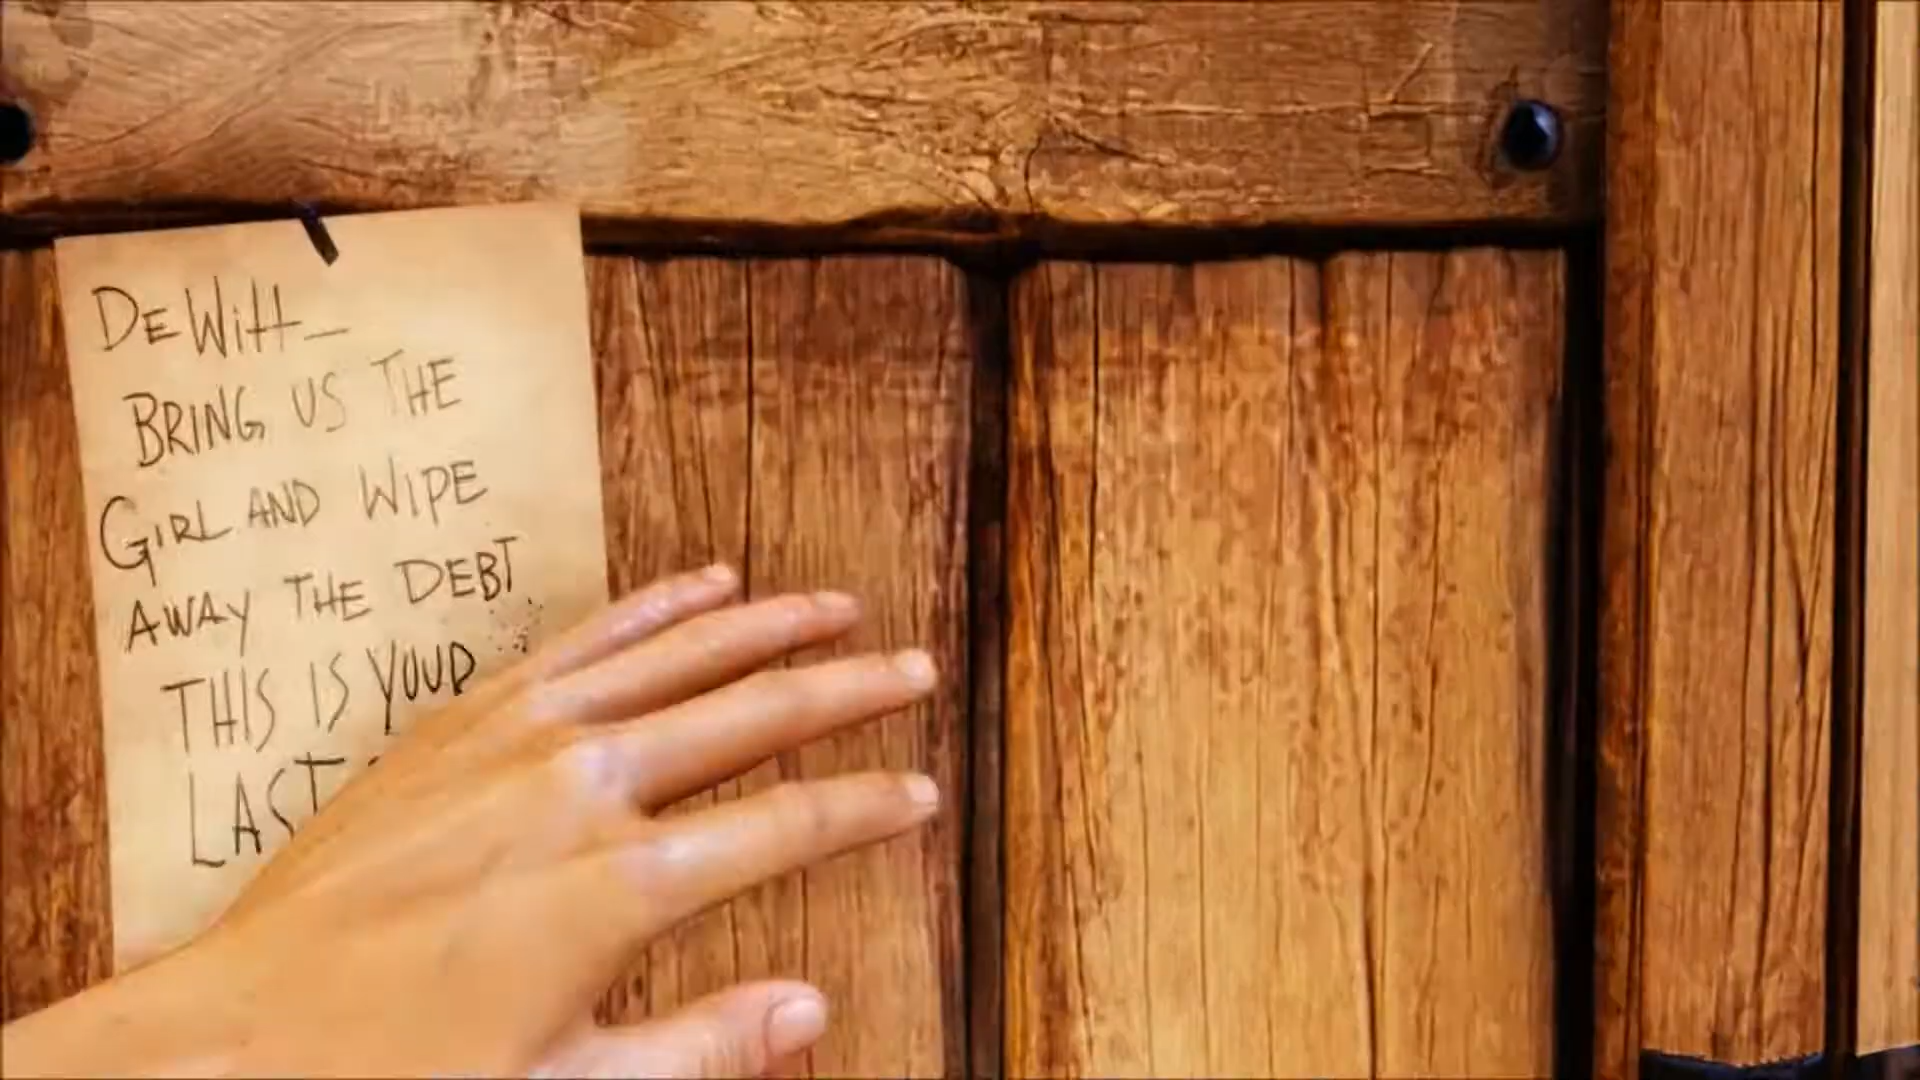 DEWitt_
BRING US THE
GIRL AND WIPE
AWAY THE DEBT
THIS IS YOUR
LAST